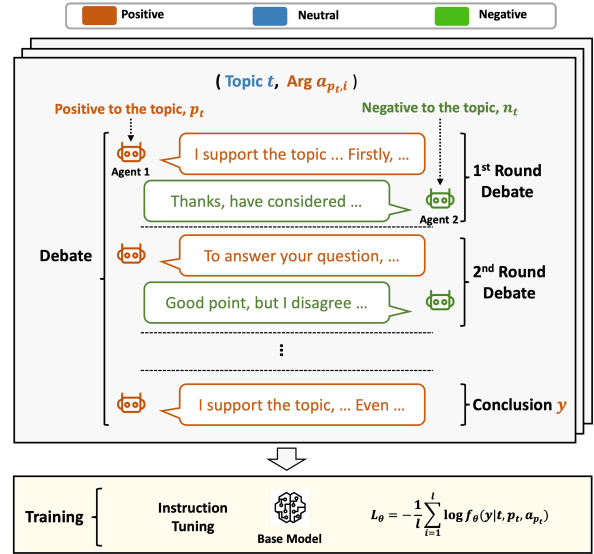 Positive Neutral Negative
( Topic t, Arg a_{p_t,i} )
Positive to the topic, p_t
Negative to the topic, n_t
Agent 1
I support the topic ... Firstly, ...
Thanks, have considered ...
Agent 2
1st Round
Debate
Debate
To answer your question, ...
Good point, but I disagree ...
2nd Round
Debate
⋮
I support the topic, ... Even ...
Conclusion y
Training
Instruction
Tuning
Base Model
L_θ = −\frac{1}{l} \sum_{i=1}^{l} log f_θ(y|t, p_t, a_{p_t})